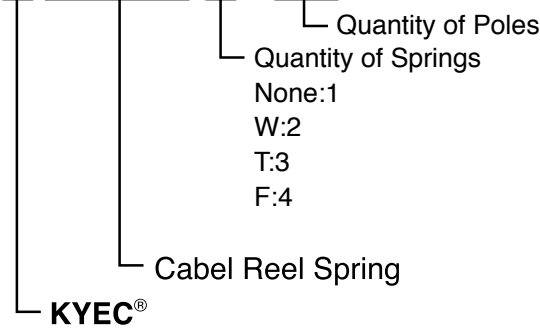 Quantity of Poles
Quantity of Springs
None:1
W:2
T:3
F:4
Cabel Reel Spring
KYEC®